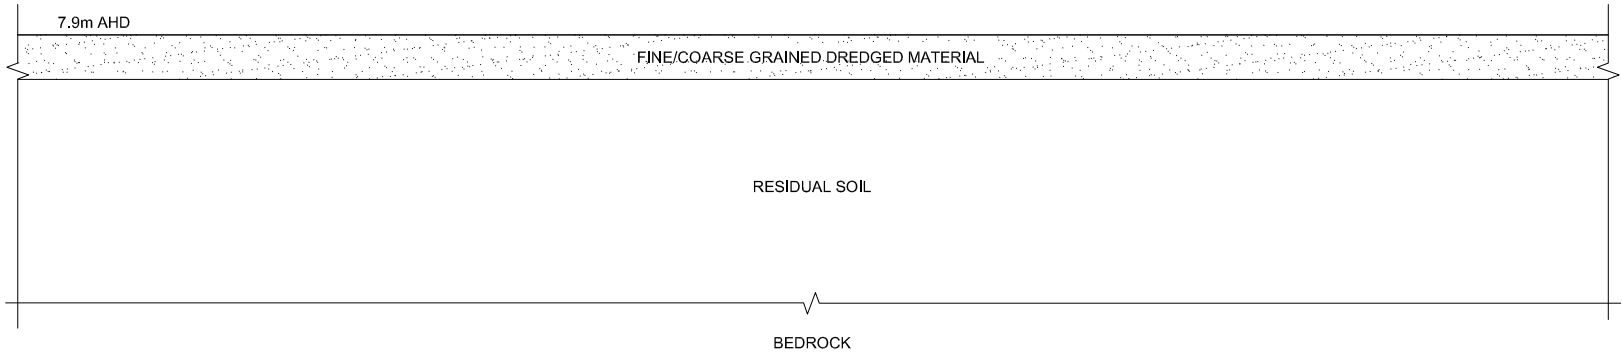 7.9m AHD
FINE/COARSE GRAINED DREDGED MATERIAL
RESIDUAL SOIL
BEDROCK